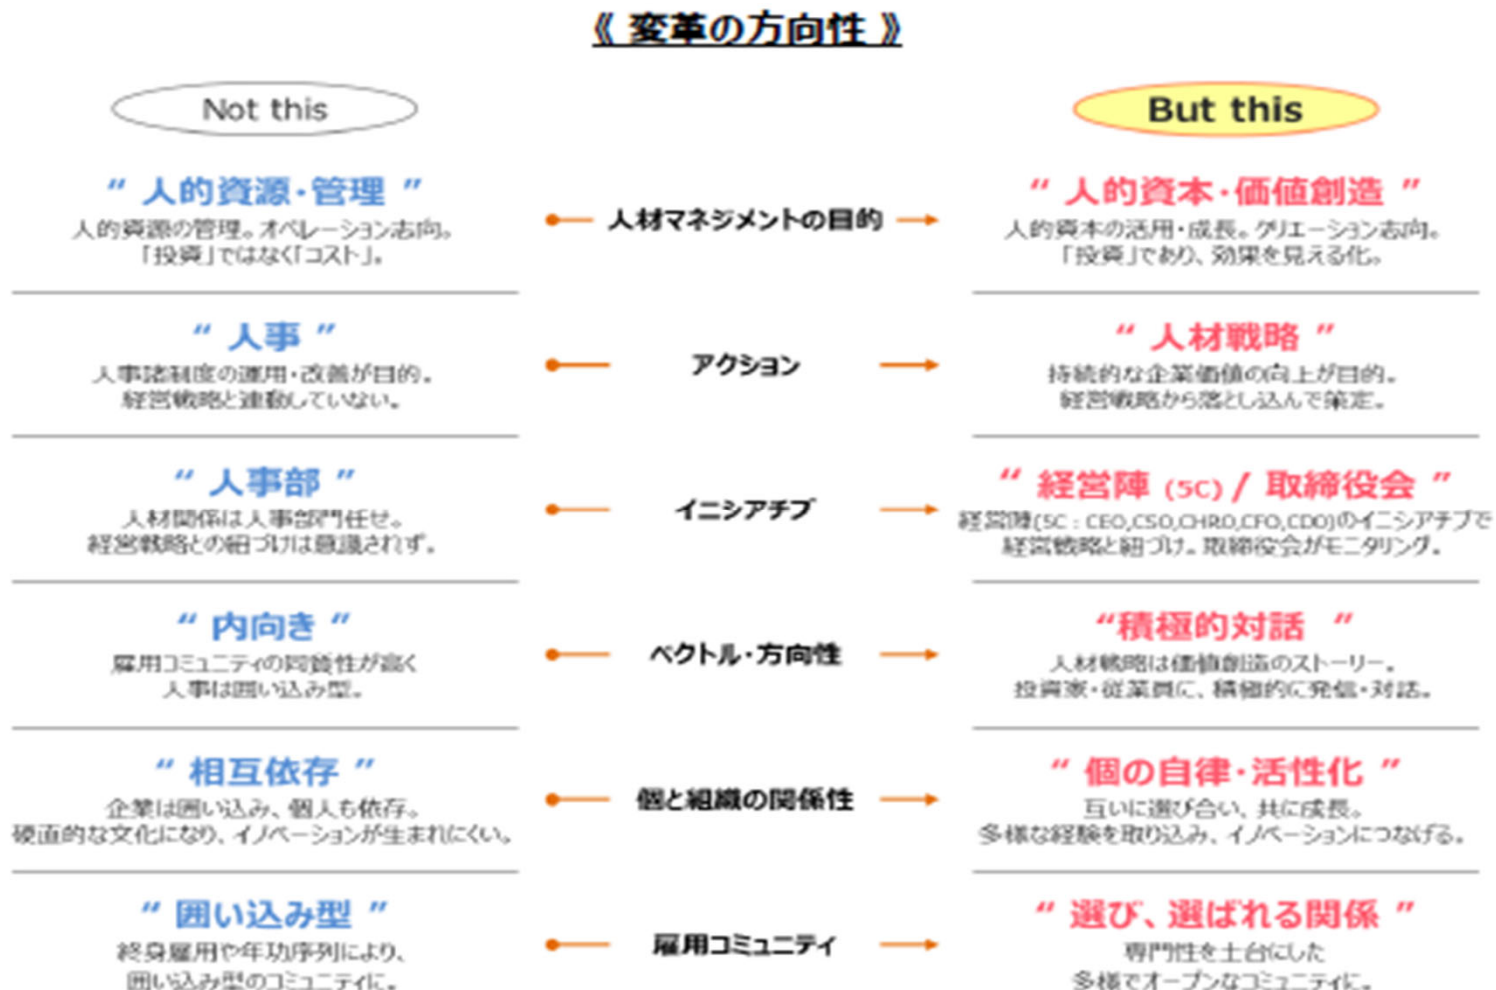 《 変革の方向性 》
Not this
But this
“ 人的資源・管理 ”
人的資源の管理。オペレーション志向。
「投資」ではなく「コスト」。
人材マネジメントの目的
“ 人的資本・価値創造 ”
人的資本の活用・成長。クリエーション志向。
「投資」であり、効果を見える化。
“ 人事 ”
人事諸制度の運用・改善が目的。
経営戦略と連動していない。
アクション
“ 人材戦略 ”
持続的な企業価値の向上が目的。
経営戦略から落とし込んで策定。
“ 人事部 ”
人材関係は人事部門任せ。
経営戦略との紐づけは意識されず。
イニシアチブ
“ 経営陣 (5C) / 取締役会 ”
経営陣(5C : CEO,CSO,CHRO,CFO,CDO)のイニシアチブで
経営戦略と紐づけ。取締役会がモニタリング。
“ 内向き ”
雇用コミュニティの同質性が高く
人事は囲い込み型。
ベクトル・方向性
“積極的対話 ”
人材戦略は価値創造のストーリー。
投資家・従業員に、積極的に発信・対話。
“ 相互依存 ”
企業は囲い込み、個人も依存。
硬直的な文化になり、イノベーションが生まれにくい。
個と組織の関係性
“ 個の自律・活性化 ”
互いに選び合い、共に成長。
多様な経験を取り込み、イノベーションにつなげる。
“ 囲い込み型 ”
終身雇用や年功序列により、
囲い込み型のコミュニティに。
雇用コミュニティ
“ 選び、選ばれる関係 ”
専門性を土台にした
多様でオープンなコミュニティに。